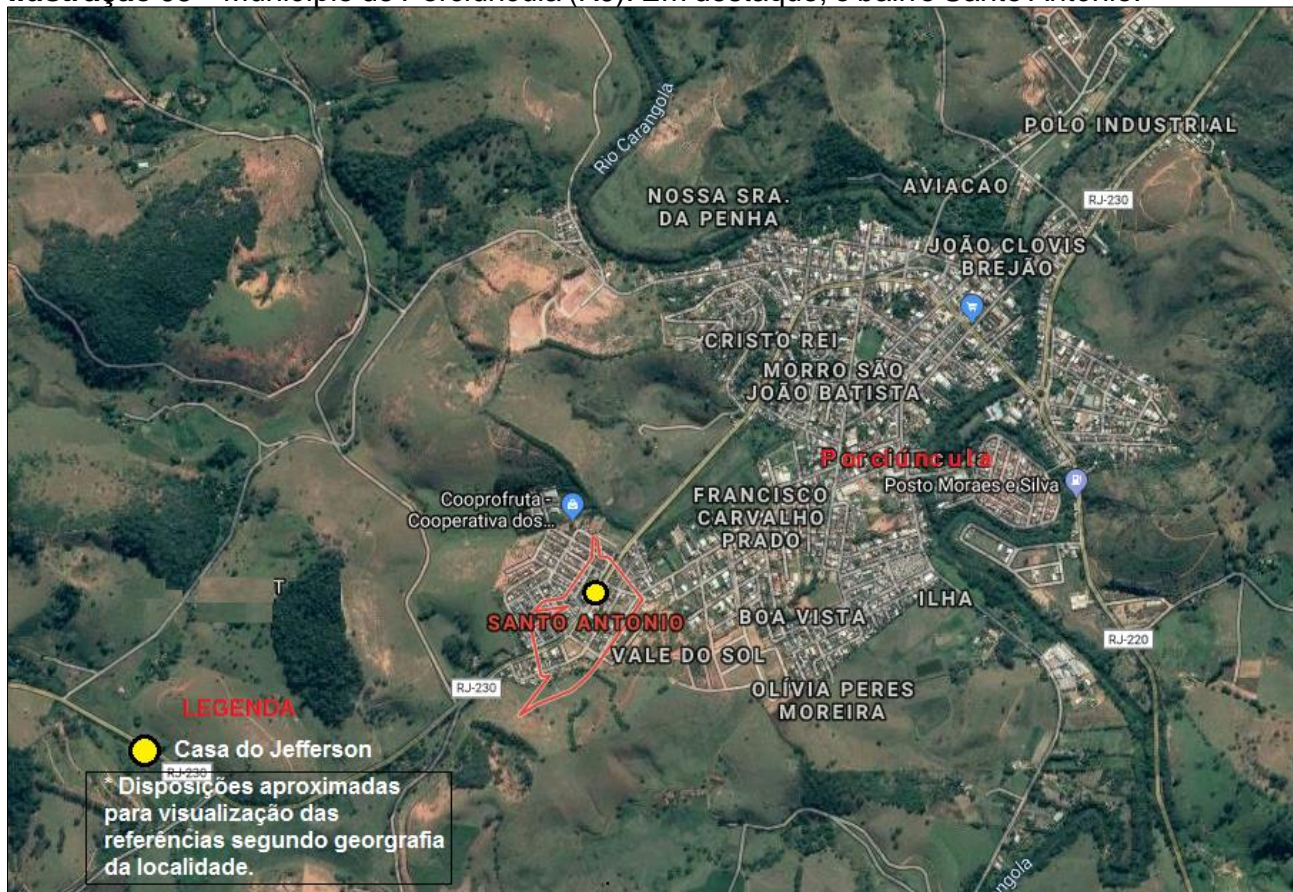 Rio Carangola
POLO INDUSTRIAL
NOSSA SRA.
DA PENHA
AVIACAO
RJ-230
JOÃO CLOVIS
BREJÃO
CRISTO REI
MORRO SÃO
JOÃO BATISTA
Porciúncula
Posto Moraes e Silva
FRANCISCO
CARVALHO
PRADO
Cooprofruta -
Cooperativa dos...
T
SANTO ANTONIO
BOA VISTA
ILHA
VALE DO SOL
RJ-220
RJ-230
OLÍVIA PERES
MOREIRA
LEGENDA
Casa do Jefferson
RJ-230
* Disposições aproximadas
para visualização das
referências segundo georgrafia
da localidade.